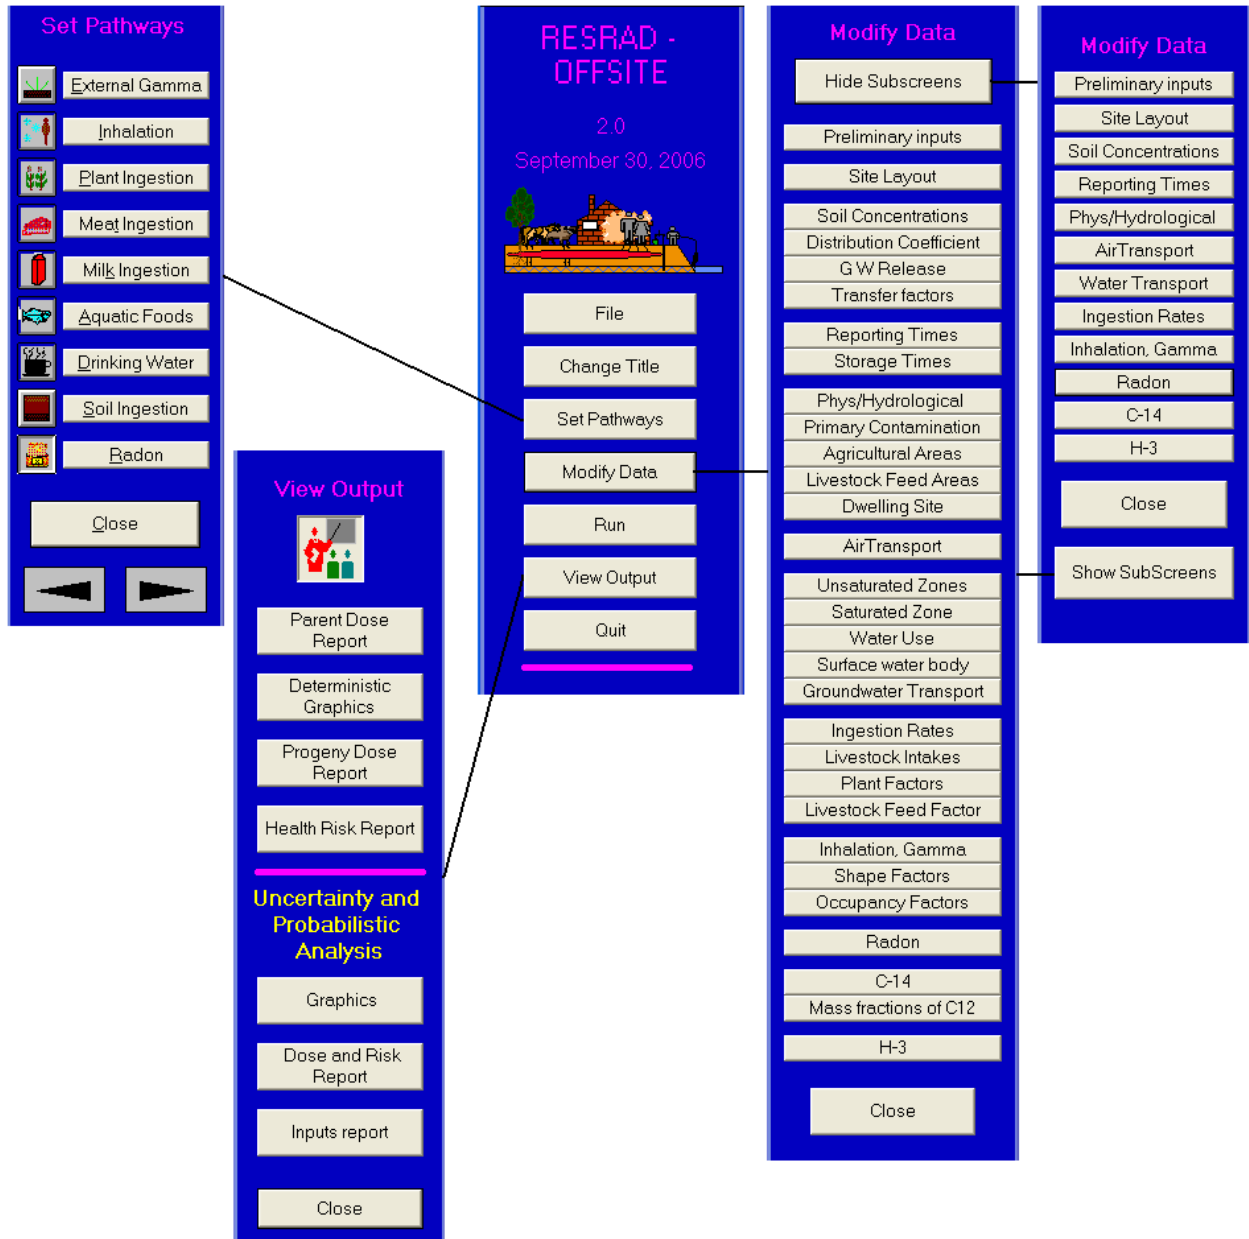 Set Pathways
External Gamma
Inhalation
Plant Ingestion
Meat Ingestion
Milk Ingestion
Aquatic Foods
Drinking Water
Soil Ingestion
Radon
Close
View Output
Parent Dose
Report
Deterministic
Graphics
Progeny Dose
Report
Health Risk Report
Uncertainty and
Probabilistic
Analysis
Graphics
Dose and Risk
Report
Inputs report
Close
RESRAD -
OFFSITE
2.0
September 30, 2006
File
Change Title
Set Pathways
Modify Data
Run
View Output
Quit
Modify Data
Hide Subscreens
Preliminary inputs
Site Layout
Soil Concentrations
Distribution Coefficient
G W Release
Transfer factors
Reporting Times
Storage Times
Phys/Hydrological
Primary Contamination
Agricultural Areas
Livestock Feed Areas
Dwelling Site
AirTransport
Unsaturated Zones
Saturated Zone
Water Use
Surface water body
Groundwater Transport
Ingestion Rates
Livestock Intakes
Plant Factors
Livestock Feed Factor
Inhalation, Gamma
Shape Factors
Occupancy Factors
Radon
C-14
Mass fractions of C12
H-3
Close
Modify Data
Preliminary inputs
Site Layout
Soil Concentrations
Reporting Times
Phys/Hydrological
AirTransport
Water Transport
Ingestion Rates
Inhalation, Gamma
Radon
C-14
H-3
Close
Show SubScreens